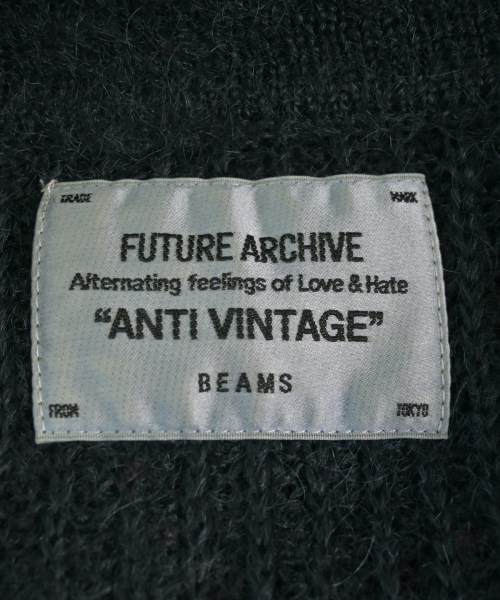 TRADE MARK
FUTURE ARCHIVE
Alternating feelings of Love & Hate
“ANTI VINTAGE”
BEAMS
FROM TOKYO